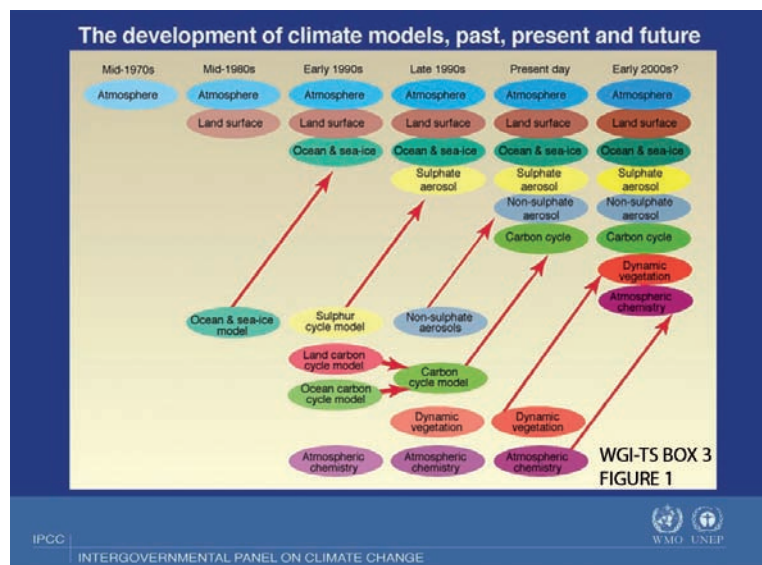 The development of climate models, past, present and future
Mid-1970s
Mid-1980s
Early 1990s
Late 1990s
Present day
Early 2000s?
Atmosphere
Atmosphere
Atmosphere
Atmosphere
Atmosphere
Atmosphere
Land surface
Land surface
Land surface
Land surface
Land surface
Ocean & sea-ice
Ocean & sea-ice
Ocean & sea-ice
Ocean & sea-ice
Sulphate
aerosol
Sulphate
aerosol
Sulphate
aerosol
Non-sulphate
aerosol
Non-sulphate
aerosol
Carbon cycle
Carbon cycle
Dynamic
vegetation
Atmospheric
chemistry
Ocean & sea-ice
model
Sulphur
cycle model
Non-sulphate
aerosols
Land carbon
cycle model
Carbon
cycle model
Ocean carbon
cycle model
Dynamic
vegetation
Dynamic
vegetation
Atmospheric
chemistry
Atmospheric
chemistry
Atmospheric
chemistry
WGI-TS BOX 3
FIGURE 1
IPCC
INTERGOVERNMENTAL PANEL ON CLIMATE CHANGE
WMO
UNEP